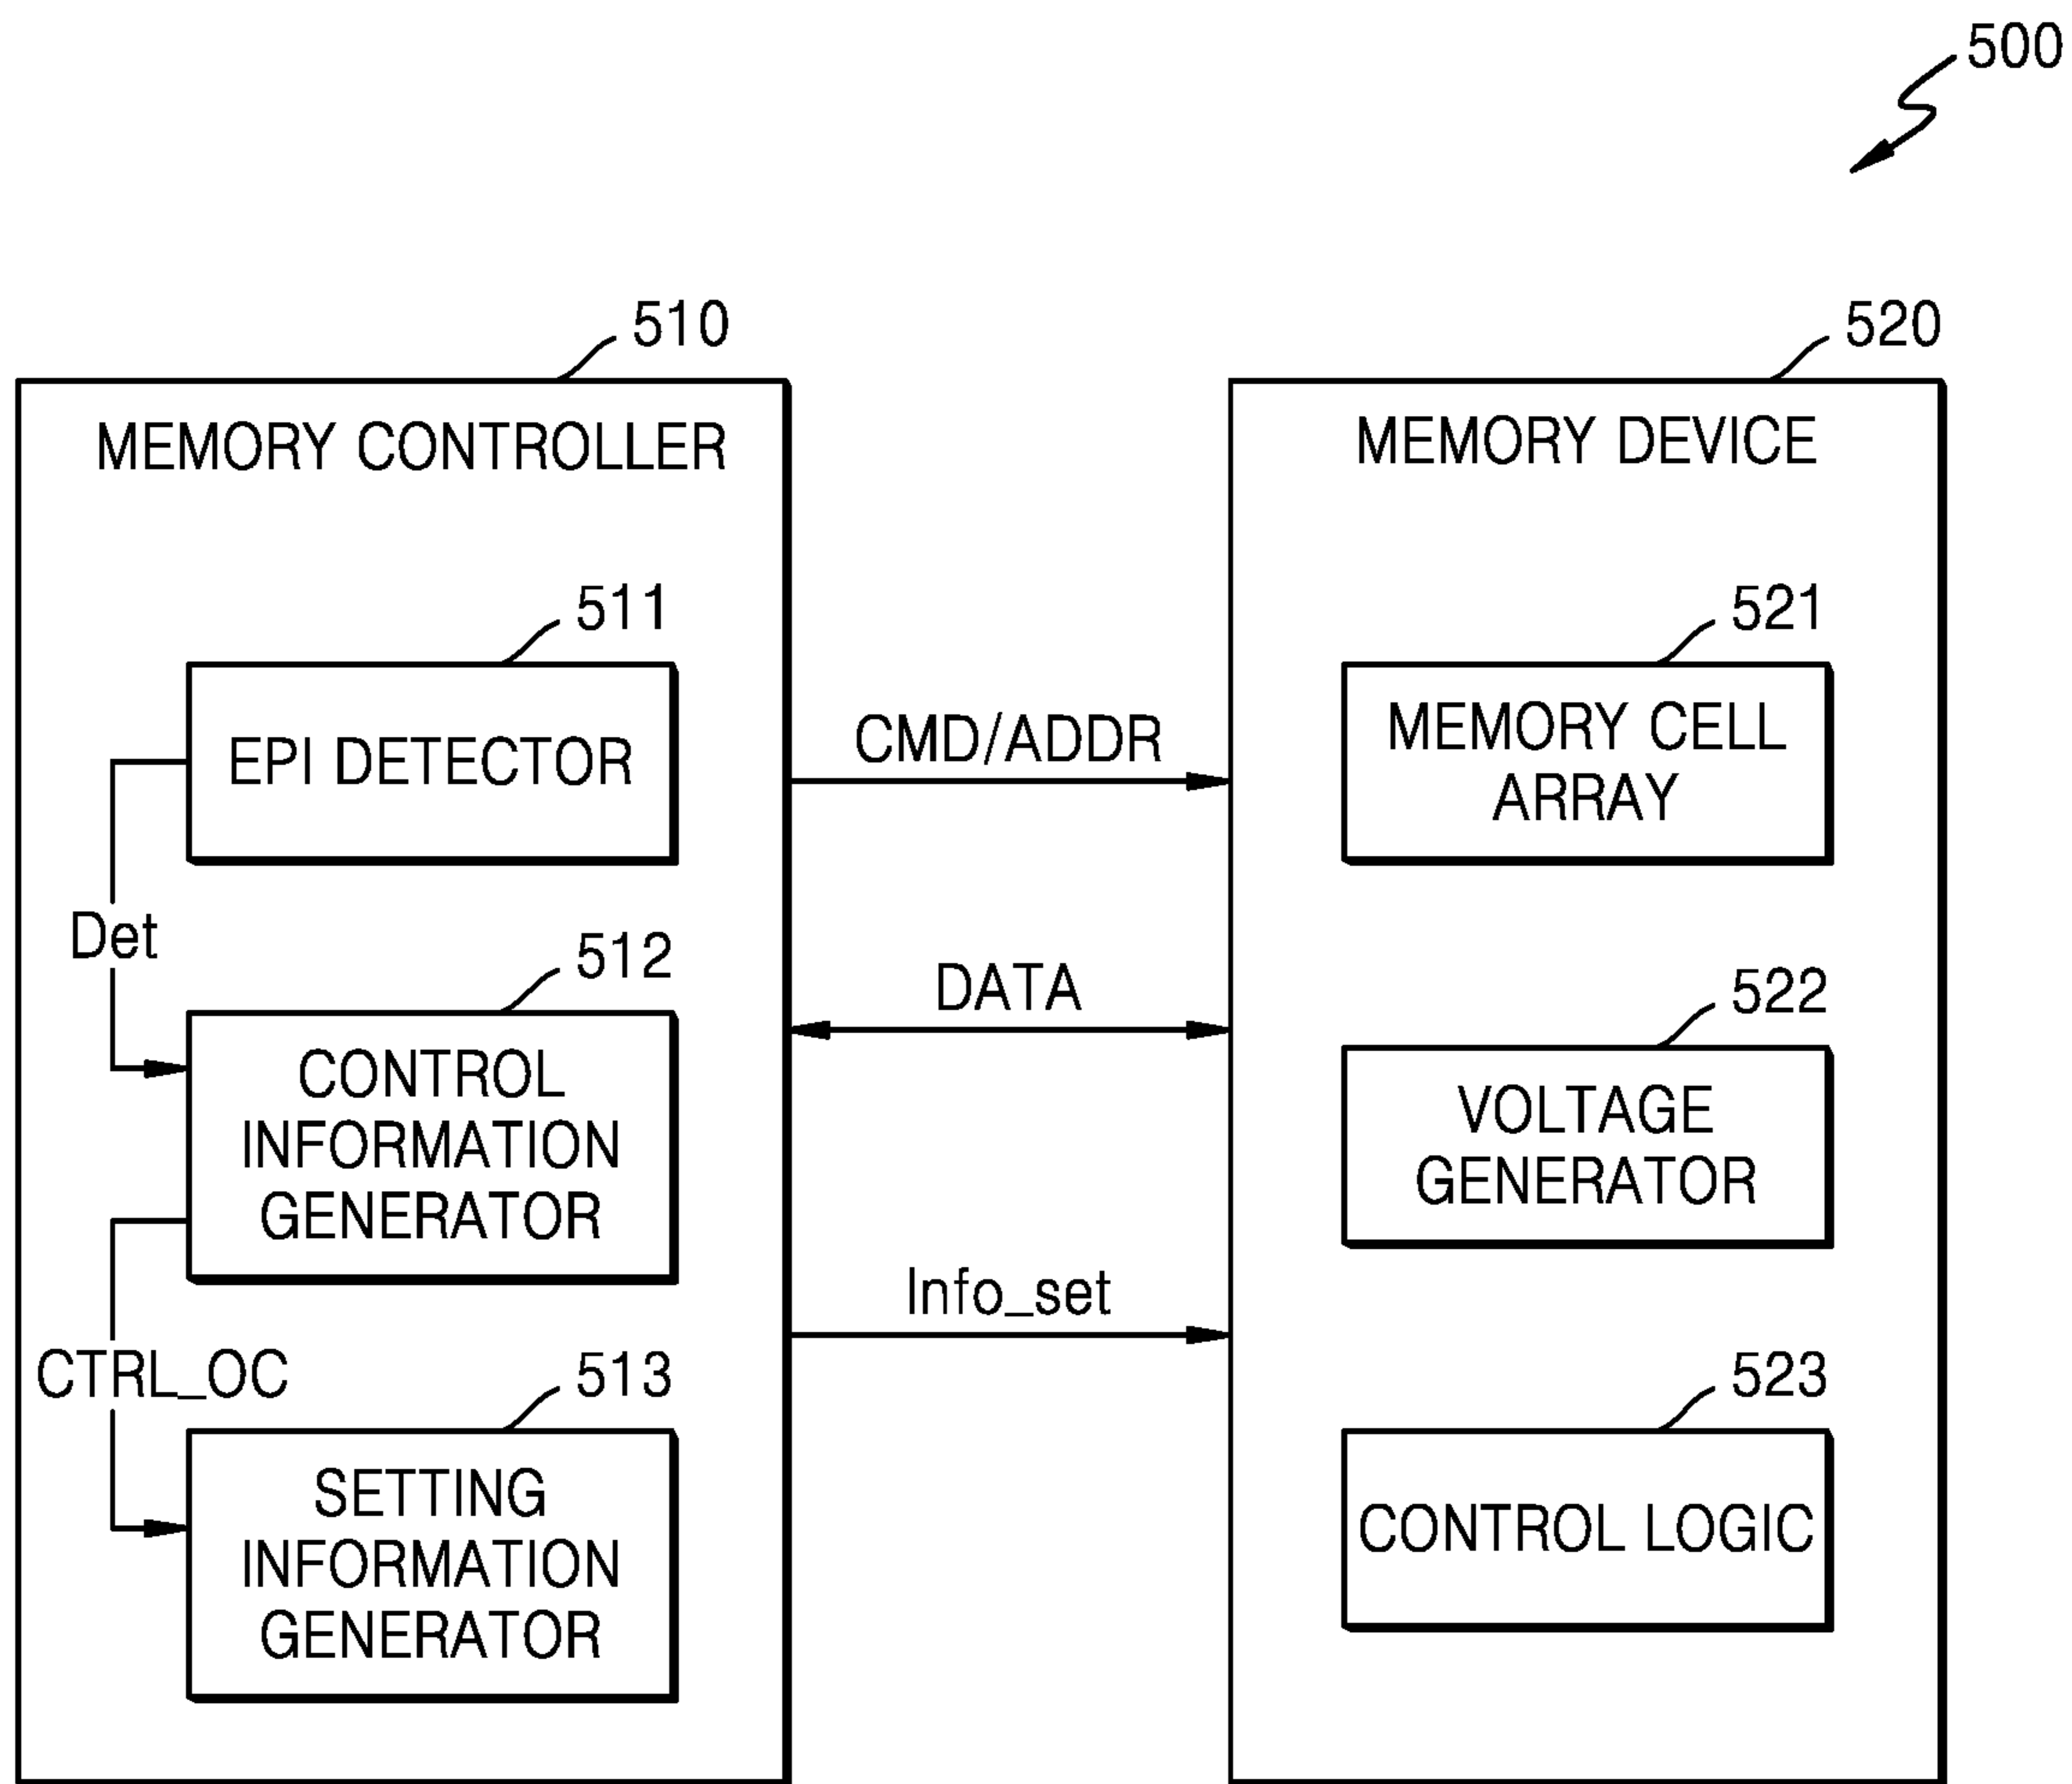 500
510
520
MEMORY CONTROLLER
MEMORY DEVICE
511
EPI DETECTOR
Det
512
CONTROL
INFORMATION
GENERATOR
CTRL_OC
513
SETTING
INFORMATION
GENERATOR
CMD/ADDR
DATA
Info_set
521
MEMORY CELL
ARRAY
522
VOLTAGE
GENERATOR
523
CONTROL LOGIC